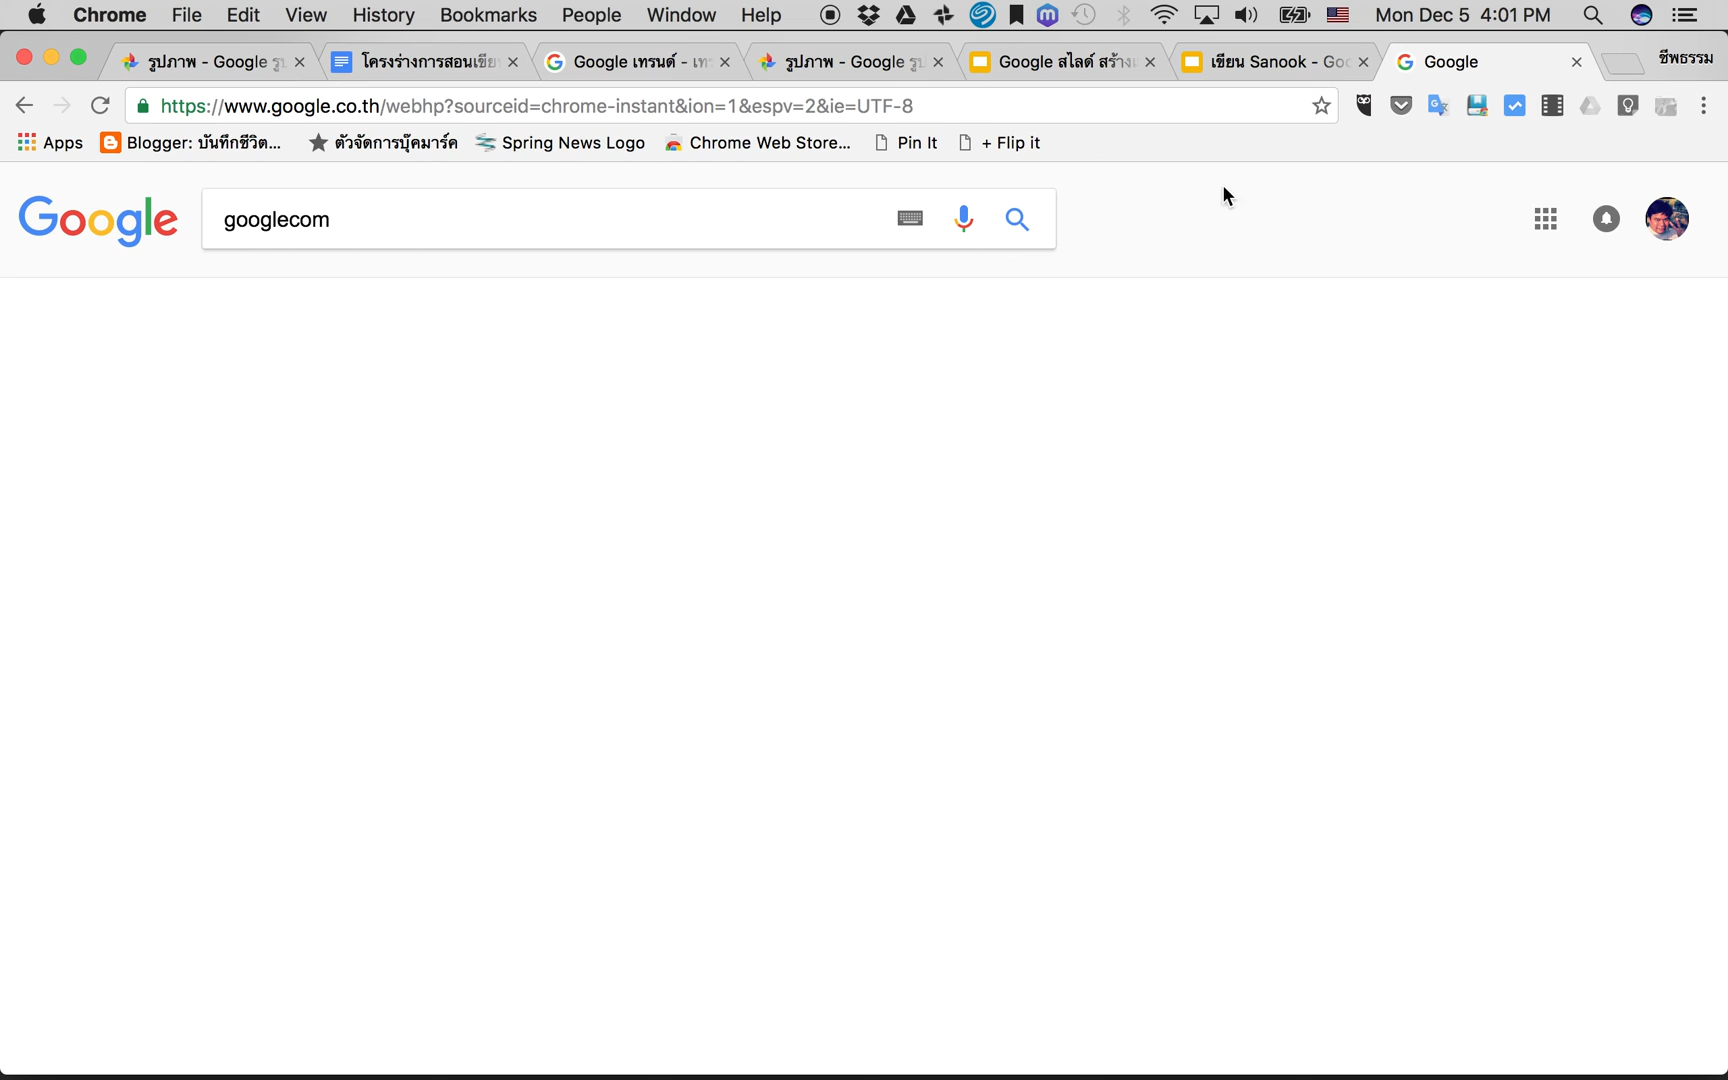 Chrome File Edit View History Bookmarks People Window Help Mon Dec 5 4:01 PM
รูปภาพ - Google รูป โครงร่างการสอนเขีย Google เทรนด์ - เท รูปภาพ - Google รูป Google สไลด์ สร้าง เขียน Sanook - Goo Google ชีพธรรม
https://www.google.co.th/webhp?sourceid=chrome-instant&ion=1&espv=2&ie=UTF-8
Apps Blogger: บันทึกชีวิต... ตัวจัดการบุ๊คมาร์ค Spring News Logo Chrome Web Store... Pin It + Flip it
Google googlecom